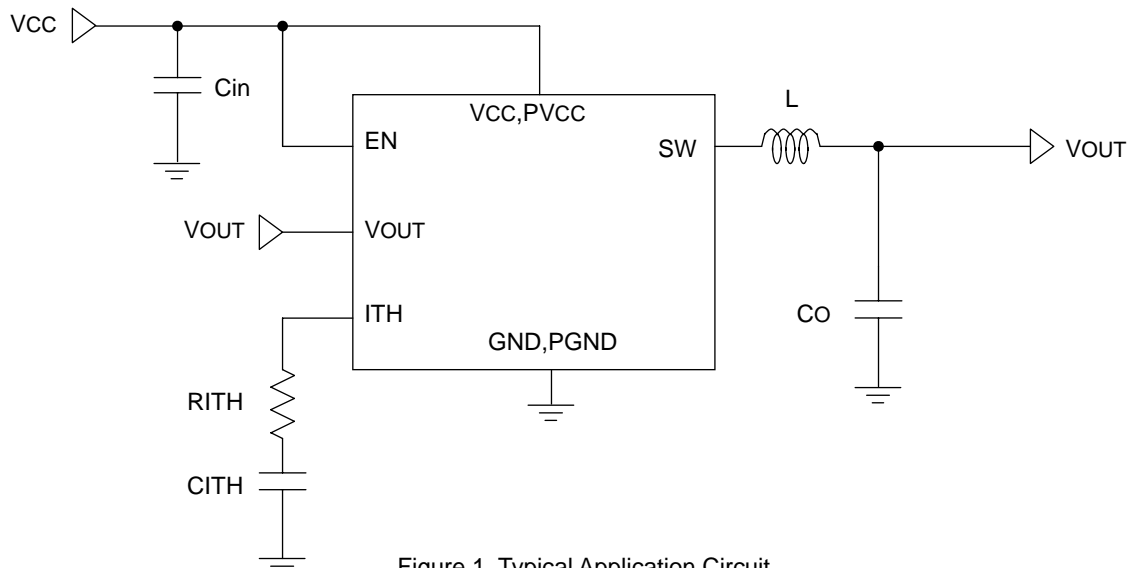 VCC
Cin
VCC,PVCC
L
EN
SW
VOUT
VOUT
VOUT
ITH
CO
GND,PGND
RITH
CITH
Figure 1. Typical Application Circuit